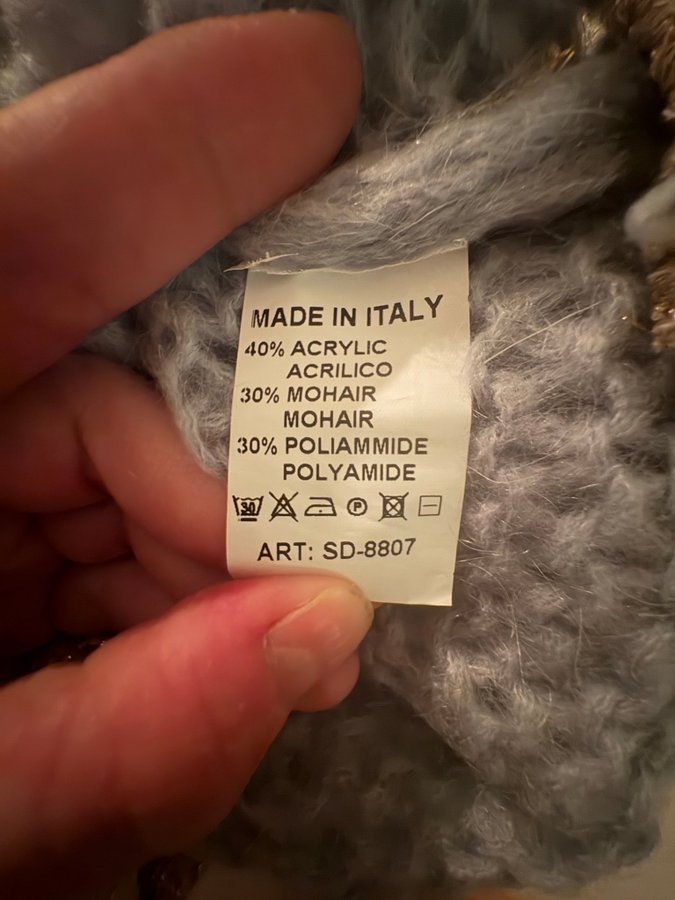 MADE IN ITALY
40% ACRYLIC
ACRILICO
30% MOHAIR
MOHAIR
30% POLIAMMIDE
POLYAMIDE
30 P
ART: SD-8807